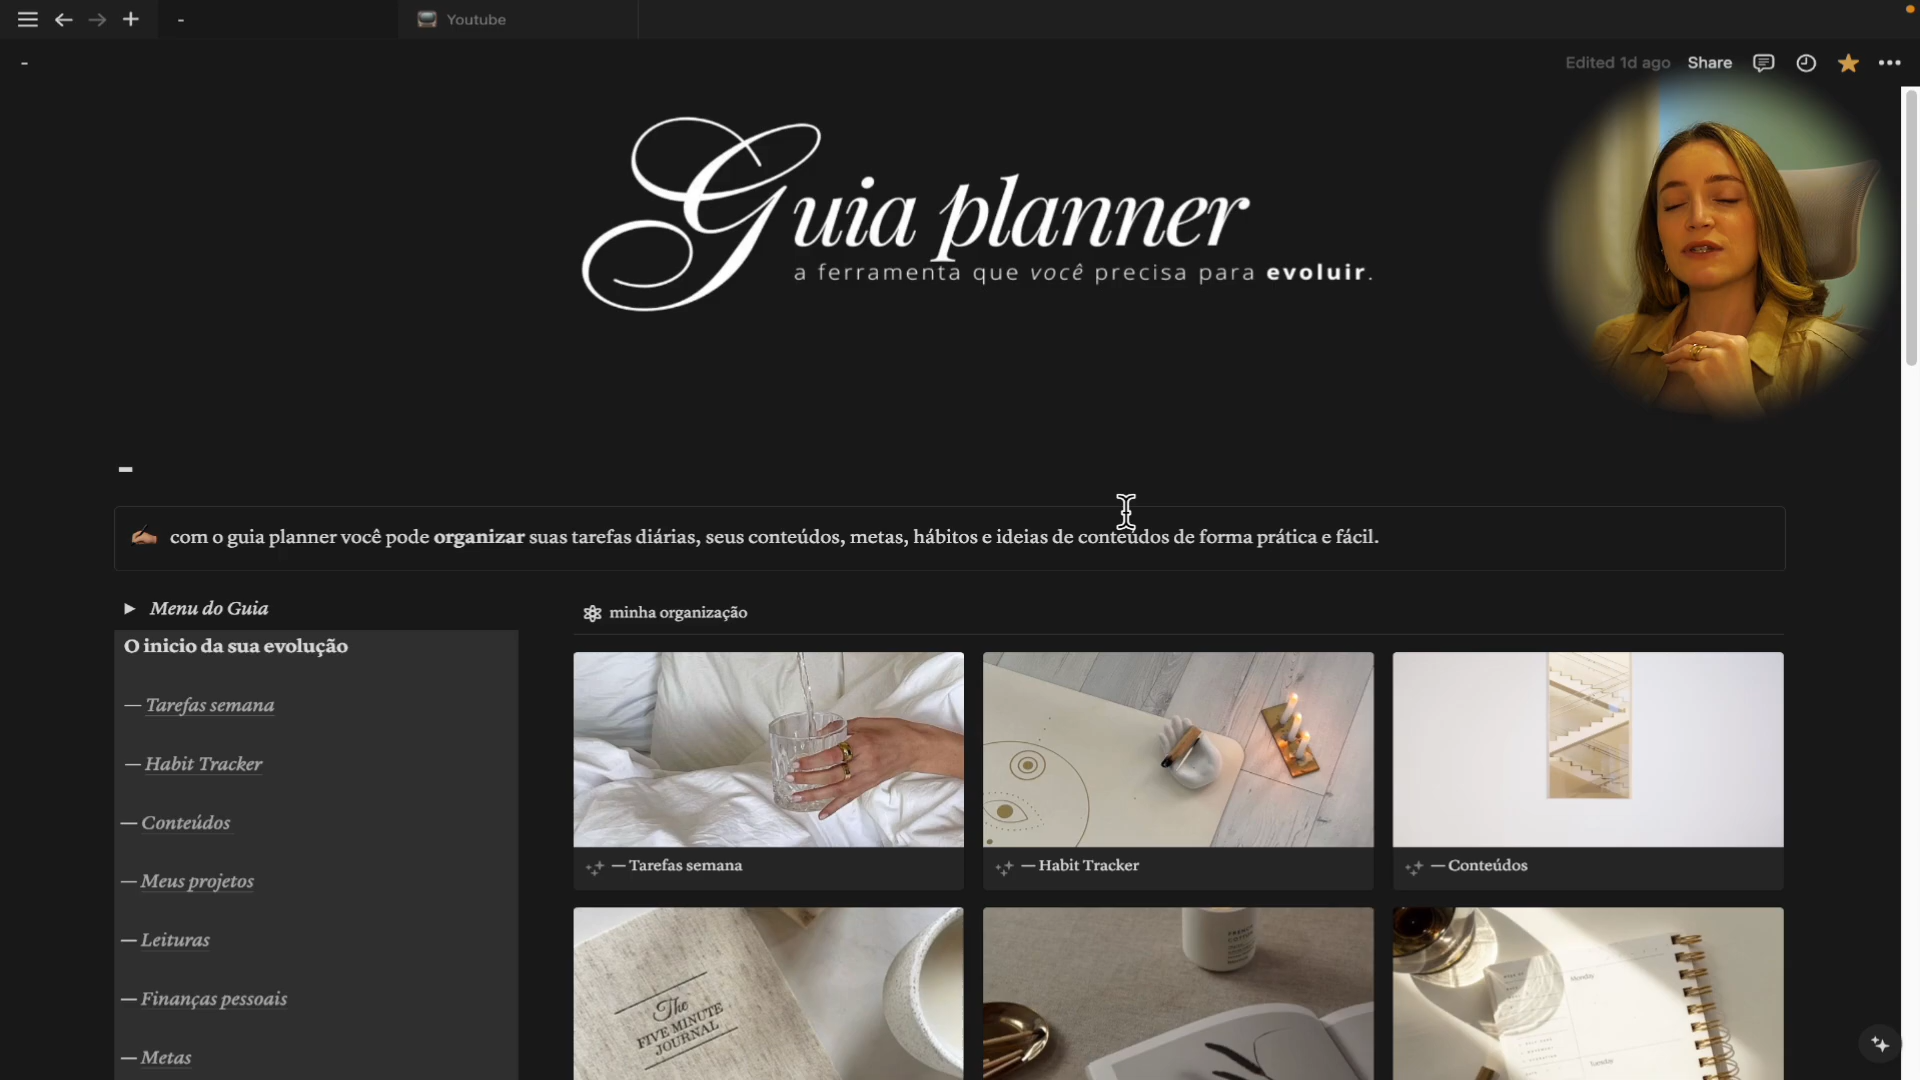 -
Youtube
-
Edited 1d ago
Share
Guia planner
a ferramenta que você precisa para evoluir.
-
com o guia planner você pode organizar suas tarefas diárias, seus conteúdos, metas, hábitos e ideias de conteúdos de forma prática e fácil.
Menu do Guia
O inicio da sua evolução
— Tarefas semana
— Habit Tracker
— Conteúdos
— Meus projetos
— Leituras
— Finanças pessoais
— Metas
minha organização
— Tarefas semana
— Habit Tracker
— Conteúdos
The
FIVE MINUTE
JOURNAL
Monday
Tuesday